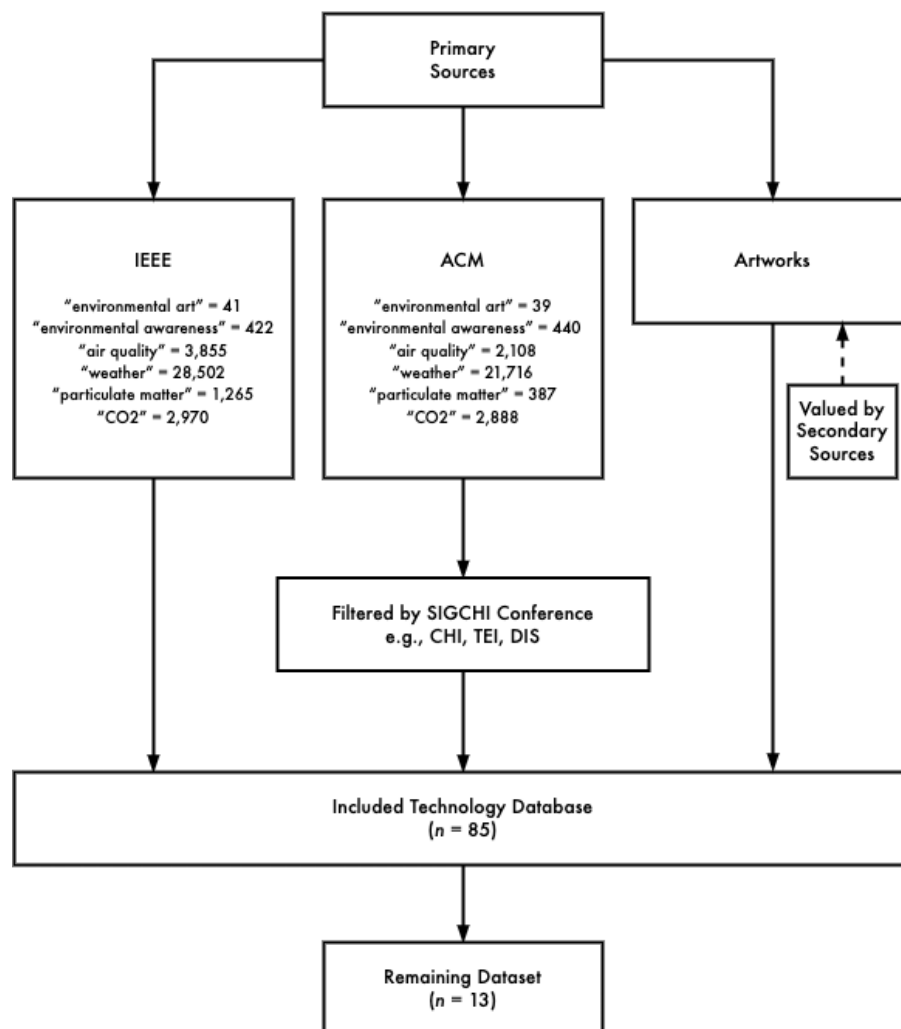 Primary
Sources
IEEE
“environmental art” = 41
“environmental awareness” = 422
“air quality” = 3,855
“weather” = 28,502
“particulate matter” = 1,265
“CO2” = 2,970
ACM
“environmental art” = 39
“environmental awareness” = 440
“air quality” = 2,108
“weather” = 21,716
“particulate matter” = 387
“CO2” = 2,888
Artworks
Valued by
Secondary
Sources
Filtered by SIGCHI Conference
e.g., CHI, TEI, DIS
Included Technology Database
(n = 85)
Remaining Dataset
(n = 13)